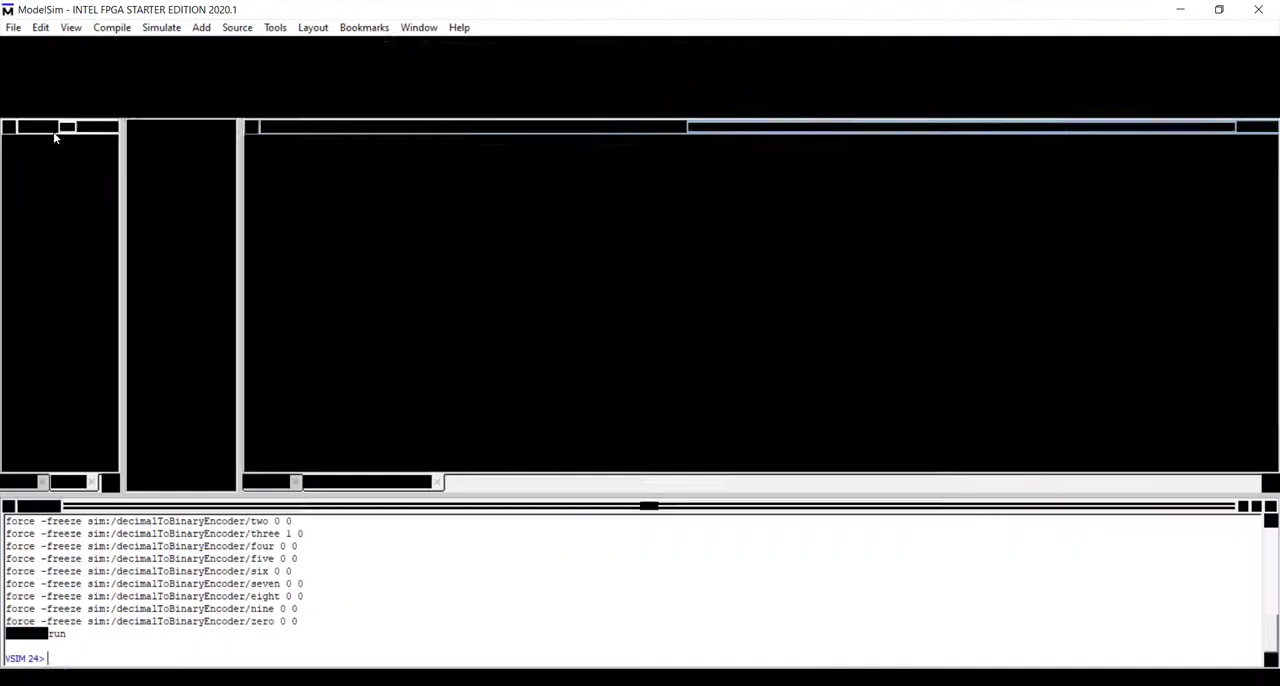 ModelSim - INTEL FPGA STARTER EDITION 2020.1
File Edit View Compile Simulate Add Source Tools Layout Bookmarks Window Help
force -freeze sim:/decimalToBinaryEncoder/two 0 0
force -freeze sim:/decimalToBinaryEncoder/three 1 0
force -freeze sim:/decimalToBinaryEncoder/four 0 0
force -freeze sim:/decimalToBinaryEncoder/five 0 0
force -freeze sim:/decimalToBinaryEncoder/six 0 0
force -freeze sim:/decimalToBinaryEncoder/seven 0 0
force -freeze sim:/decimalToBinaryEncoder/eight 0 0
force -freeze sim:/decimalToBinaryEncoder/nine 0 0
force -freeze sim:/decimalToBinaryEncoder/zero 0 0
run
VSIM 24>